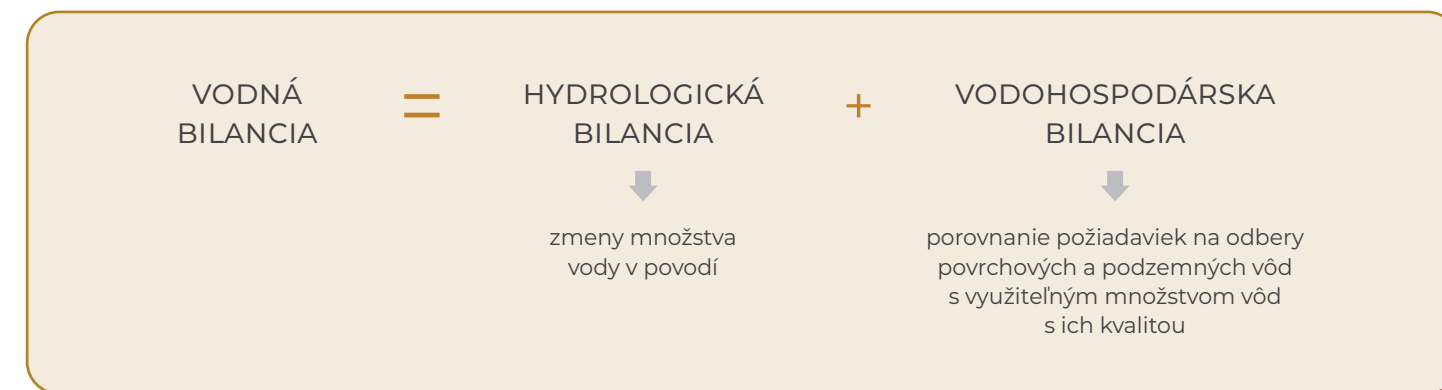 VODNÁ
BILANCIA
=
HYDROLOGICKÁ
BILANCIA
+
VODOHOSPODÁRSKA
BILANCIA
zmeny množstva
vody v povodí
porovnanie požiadaviek na odbery
povrchových a podzemných vôd
s využiteľným množstvom vôd
s ich kvalitou